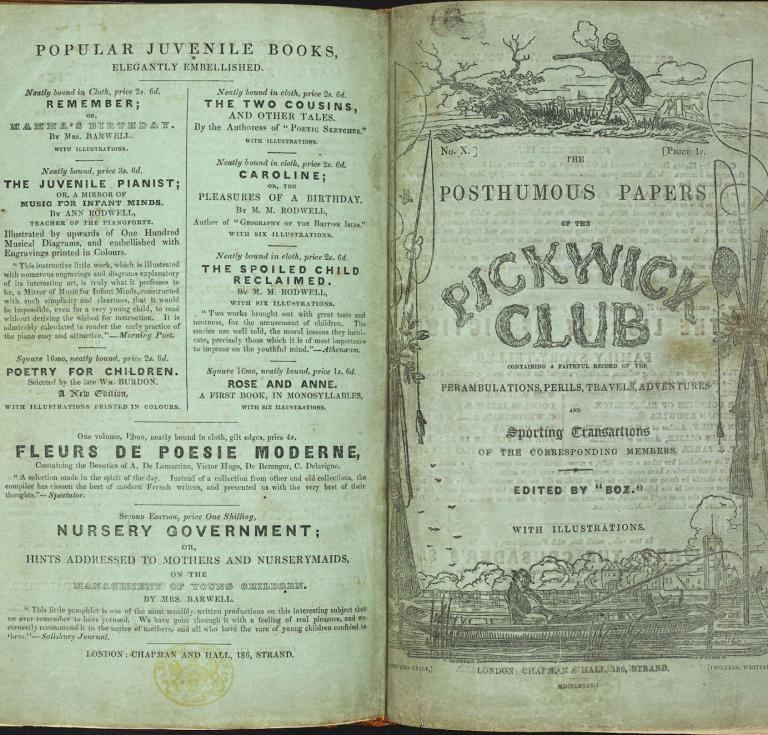 POPULAR JUVENILE BOOKS,
ELEGANTLY EMBELLISHED.
Neatly bound in Cloth, price 2s. 6d.
REMEMBER;
OR,
MAMMA'S BIRTHDAY.
By Mrs. BARWELL.
WITH ILLUSTRATIONS.
Neatly bound, price 3s. 6d.
THE JUVENILE PIANIST;
OR, A MIRROR OF
MUSIC FOR INFANT MINDS.
By ANN RODWELL,
TEACHER OF THE PIANOFORTE.
Illustrated by upwards of One Hundred
Musical Diagrams, and embellished with
Engravings printed in Colours.
"This instructive little work, which is illustrated
with numerous engravings and diagrams explanatory
of its interesting art, is truly what it professes to
be, a Mirror of Music for Infant Minds, constructed
with such simplicity and clearness, that it would
be impossible, even for a very young child, to read
without deriving the wished for instruction. It is
admirably calculated to render the early practice of
the piano easy and attractive."—Morning Post.
Square 16mo, neatly bound, price 2s. 6d.
POETRY FOR CHILDREN.
Selected by the late Wm. BURDON.
A New Edition,
WITH ILLUSTRATIONS PRINTED IN COLOURS.
Neatly bound in cloth, price 2s. 6d.
THE TWO COUSINS,
AND OTHER TALES.
By the Authoress of "Poetic Sketches."
WITH ILLUSTRATIONS.
Neatly bound in cloth, price 2s. 6d.
CAROLINE;
OR, THE
PLEASURES OF A BIRTHDAY.
By M. M. RODWELL,
Author of "Geography of the British Isles."
WITH SIX ILLUSTRATIONS.
Neatly bound in cloth, price 2s. 6d.
THE SPOILED CHILD
RECLAIMED.
By M. M. RODWELL,
WITH SIX ILLUSTRATIONS.
"Two works brought out with great taste and
neatness, for the amusement of children. The
stories are well told, the moral lessons they incul-
cate, precisely those which it is of most importance
to impress on the youthful mind."—Athenæum.
Square 16mo, neatly bound, price 1s. 6d.
ROSE AND ANNE.
A FIRST BOOK, IN MONOSYLLABLES,
WITH SIX ILLUSTRATIONS.
One volume, 12mo, neatly bound in cloth, gilt edges, price 4s.
FLEURS DE POESIE MODERNE,
Containing the Beauties of A. De Lamartine, Victor Hugo, De Beranger, C. Delavigne.
"A selection made in the spirit of the day. Instead of a collection from other and old collections, the
compiler has chosen the best of modern French writers, and presented us with the very best of their
thoughts."—Spectator.
Second Edition, price One Shilling,
NURSERY GOVERNMENT;
OR,
HINTS ADDRESSED TO MOTHERS AND NURSERYMAIDS,
ON THE
MANAGEMENT OF YOUNG CHILDREN.
BY MRS. BARWELL.
"This little pamphlet is one of the most sensibly-written productions on this interesting subject that
we ever remember to have perused. We have gone through it with a feeling of real pleasure, and we
earnestly recommend it to the notice of mothers, and all who have the care of young children confided to
them."—Salisbury Journal.
LONDON: CHAPMAN AND HALL, 186, STRAND.
No. X.]
[Price 1s.
THE
POSTHUMOUS PAPERS
OF THE
PICKWICK
CLUB
CONTAINING A FAITHFUL RECORD OF THE
PERAMBULATIONS, PERILS, TRAVELS, ADVENTURES
AND
Sporting Transactions
OF THE CORRESPONDING MEMBERS.
EDITED BY "BOZ."
WITH ILLUSTRATIONS.
LONDON: CHAPMAN & HALL, 186, STRAND.